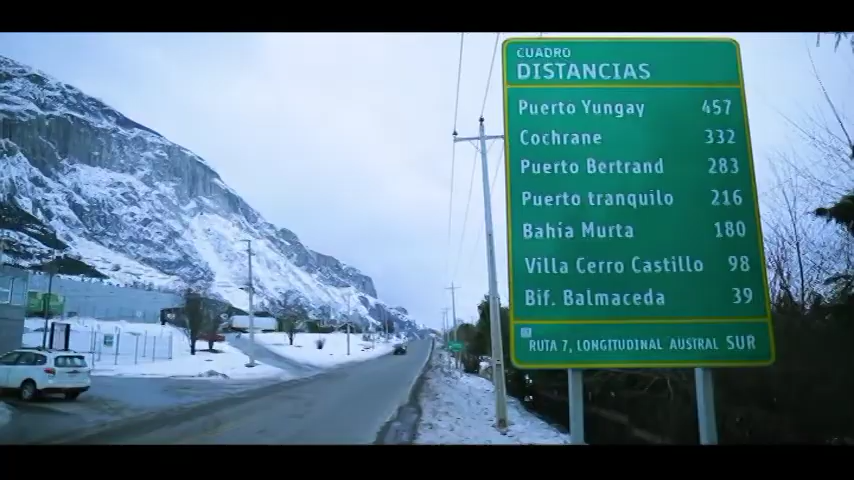 CUADRO
DISTANCIAS
Puerto Yungay 457
Cochrane 332
Puerto Bertrand 283
Puerto tranquilo 216
Bahia Murta 180
Villa Cerro Castillo 98
Bif. Balmaceda 39
RUTA 7, LONGITUDINAL AUSTRAL SUR